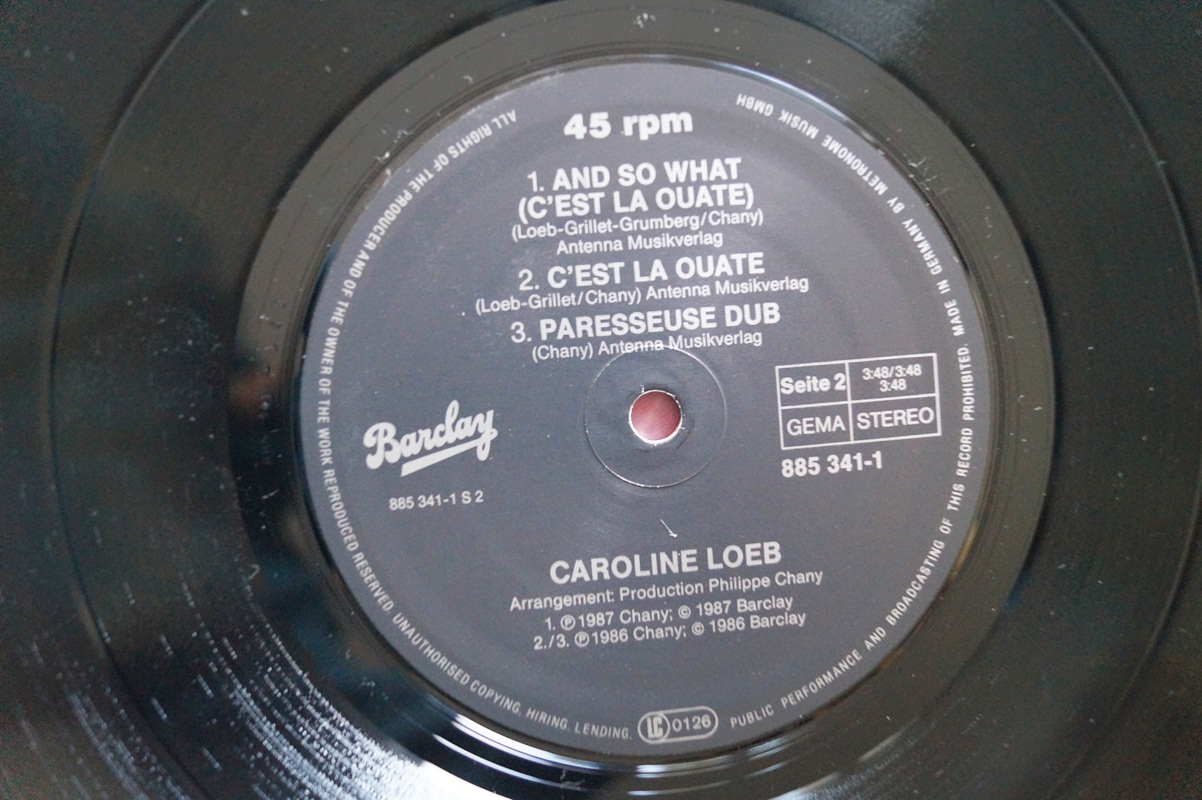 45 rpm
1. AND SO WHAT
(C'EST LA OUATE)
(Loeb-Grillet-Grumberg/Chany)
Antenna Musikverlag
2. C'EST LA OUATE
(Loeb-Grillet/Chany) Antenna Musikverlag
3. PARESSEUSE DUB
(Chany) Antenna Musikverlag
Seite 2
3:48/3:48
3:48
GEMA
STEREO
885 341-1
Barclay
885 341-1 S 2
CAROLINE LOEB
Arrangement: Production Philippe Chany
1. ℗1987 Chany; © 1987 Barclay
2./3. ℗1986 Chany; © 1986 Barclay
ALL RIGHTS OF THE PRODUCER AND OF THE OWNER OF THE WORK REPRODUCED RESERVED. UNAUTHORISED COPYING, HIRING, LENDING, PUBLIC PERFORMANCE AND BROADCASTING OF THIS RECORD PROHIBITED. MADE IN GERMANY BY METRONOME MUSIK GMBH
LC 0126